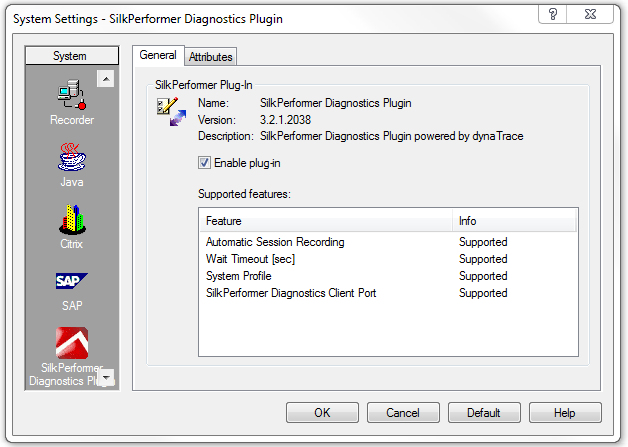 System Settings - SilkPerformer Diagnostics Plugin
?
System
Recorder
Java
Citrix
SAP
SAP
SilkPerformer
Diagnostics Plugin
General
Attributes
SilkPerformer Plug-In
Name: SilkPerformer Diagnostics Plugin
Version: 3.2.1.2038
Description: SilkPerformer Diagnostics Plugin powered by dynaTrace
Enable plug-in
Supported features:
Feature Info
Automatic Session Recording Supported
Wait Timeout [sec] Supported
System Profile Supported
SilkPerformer Diagnostics Client Port Supported
OK Cancel Default Help